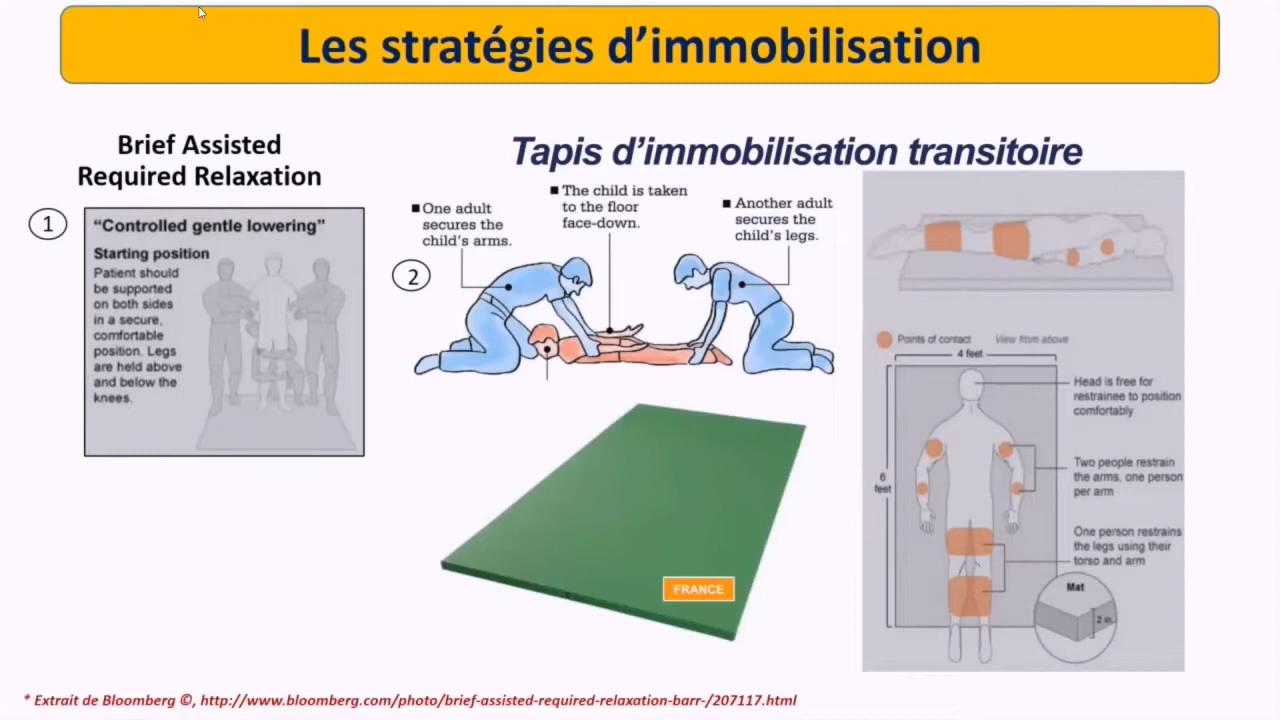 Les stratégies d’immobilisation
Brief Assisted
Required Relaxation
1
“Controlled gentle lowering”
Starting position
Patient should
be supported
on both sides
in a secure,
comfortable
position. Legs
are held above
and below the
knees.
Tapis d’immobilisation transitoire
2
■ One adult
secures the
child’s arms.
■ The child is taken
to the floor
face-down.
■ Another adult
secures the
child’s legs.
FRANCE
Points of contact
View from above
4 feet
6
feet
Head is free for
restrainee to position
comfortably
Two people restrain
the arms, one person
per arm
One person restrains
the legs using their
torso and arm
Mat
2 in.
* Extrait de Bloomberg ©, http://www.bloomberg.com/photo/brief-assisted-required-relaxation-barr-/207117.html